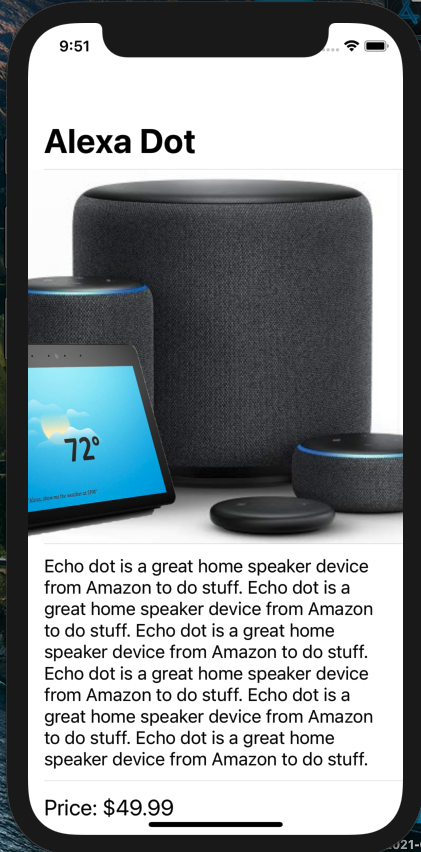 9:51
Alexa Dot
72°
Echo dot is a great home speaker device
from Amazon to do stuff. Echo dot is a
great home speaker device from Amazon
to do stuff. Echo dot is a great home
speaker device from Amazon to do stuff.
Echo dot is a great home speaker device
from Amazon to do stuff. Echo dot is a
great home speaker device from Amazon
to do stuff. Echo dot is a great home
speaker device from Amazon to do stuff.
Price: $49.99